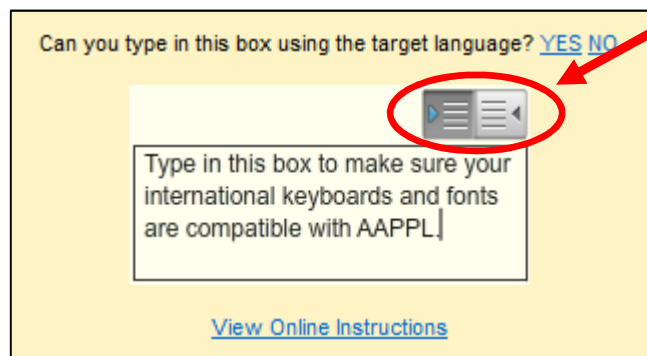 Can you type in this box using the target language? YES NO
Type in this box to make sure your
international keyboards and fonts
are compatible with AAPPL.
View Online Instructions